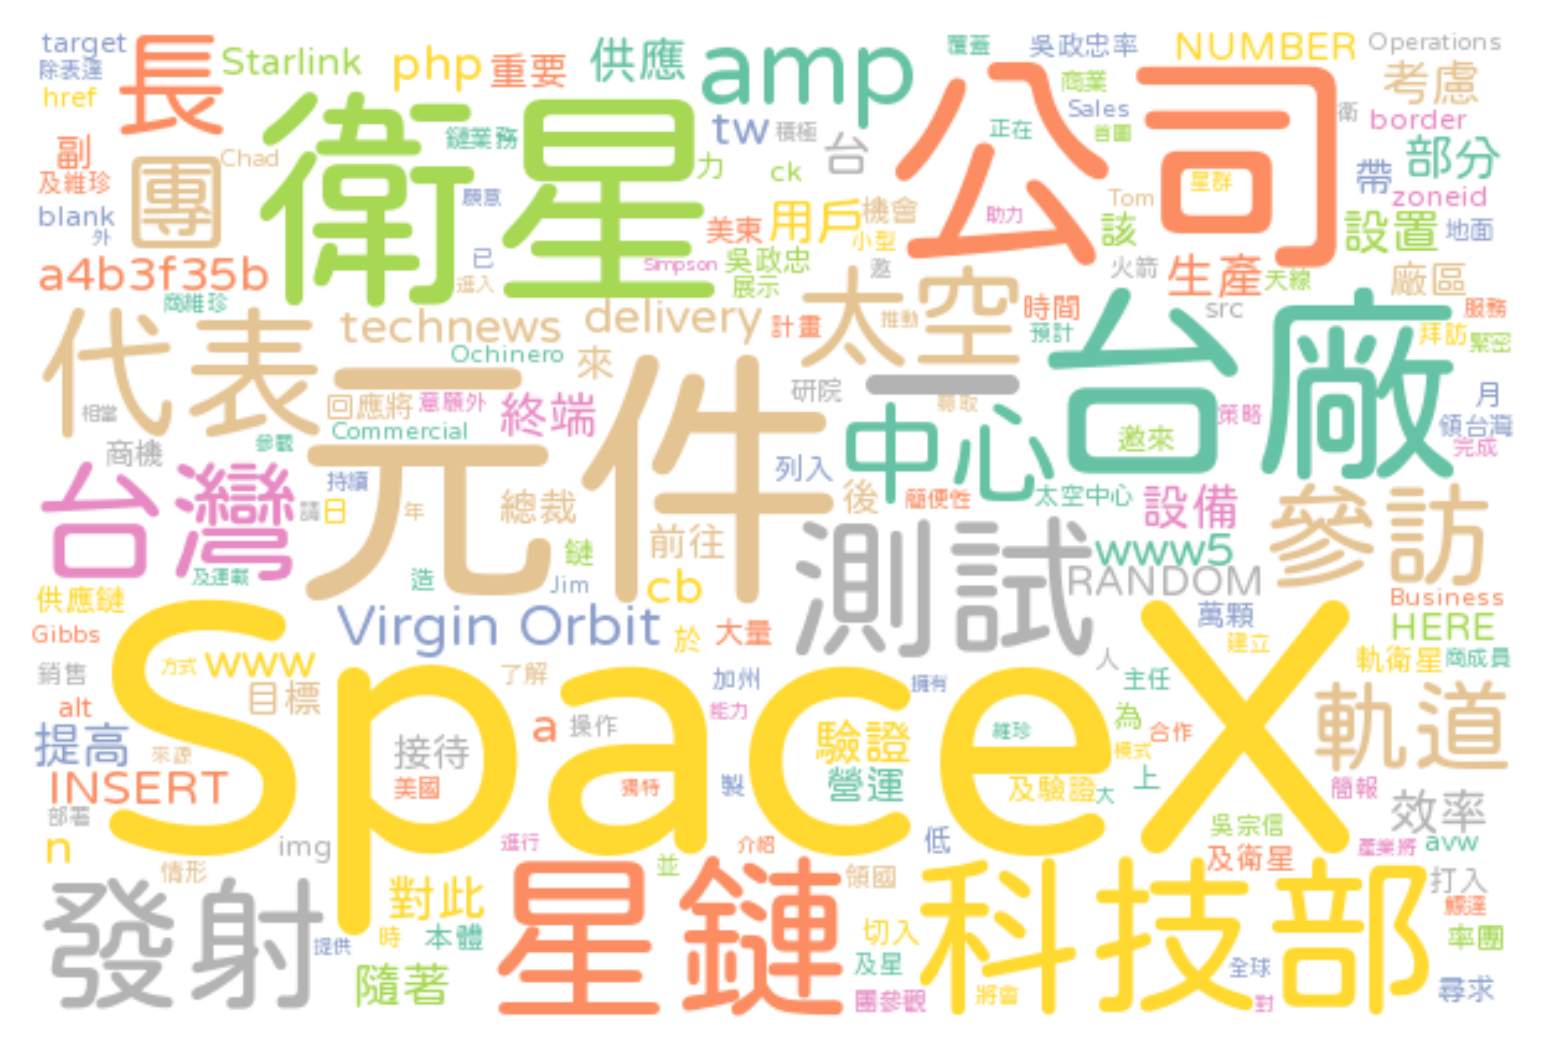 target
除表達
href
長
Starlink
php
重要
供應
amp
覆蓋
吳政忠率
NUMBER
Operations
商業
考慮
Sales
衛
border
副
及維珍
團
Chad
衛星
鏈業務
tw
積極
台
正在
首圖
公司
部分
力
ck
帶
zoneid
blank
外
願意
美東
用戶
機會
小型
助力
Tom
星群
該
設置
地面
a4b3f35b
商維珍
已
進入
Simpson
吳政忠
展示
邀
火箭
生產
天線
廠區
代表
technews
delivery
計畫
太空
推動
時間
預計
src
服務
拜訪
緊密
Ochinero
來
研院
一
台廠
相當
商機
參觀
回應將
意願外
Commercial
終端
元件
列入
中心
爭取
邀來
策略
月
領台灣
完成
台灣
持續
請
日
年
總裁
前往
後
簡便性
太空中心
設備
參訪
及運載
造
鏈
Jim
cb
測試
www5
RANDOM
供應鏈
Gibbs
Virgin Orbit
於
大量
萬顆
建立
Business
HERE
銷售
方式
www
了解
加州
擁有
人
主任
軌衛星
商成員
alt
目標
SpaceX
a
操作
能力
驗證
維珍
為
合作
模式
軌道
提高
來源
接待
INSERT
美國
獨特
製
營運
及驗證
大
上
簡報
部署
效率
n
img
進行
介紹
低
吳宗信
產業將
avw
情形
並
及衛星
發射
對此
星鏈
領國
科技部
打入
提供
時
本體
切入
率團
隨著
及星
團參觀
將會
全球
對
尋求